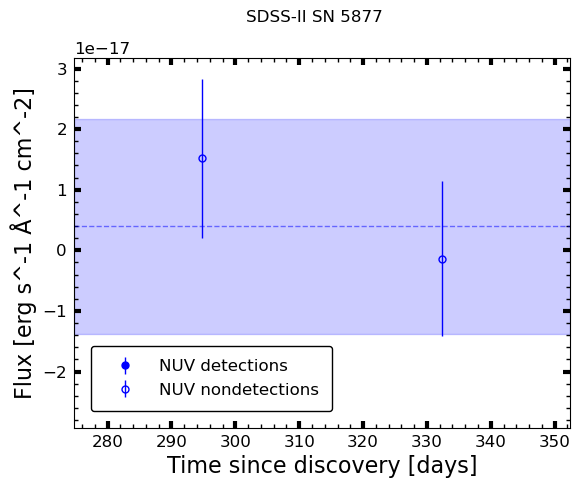 SDSS-II SN 5877
1e−17
3
2
1
0
−1
−2
Flux [erg s^-1 Å^-1 cm^-2]
NUV detections
NUV nondetections
280 290 300 310 320 330 340 350
Time since discovery [days]